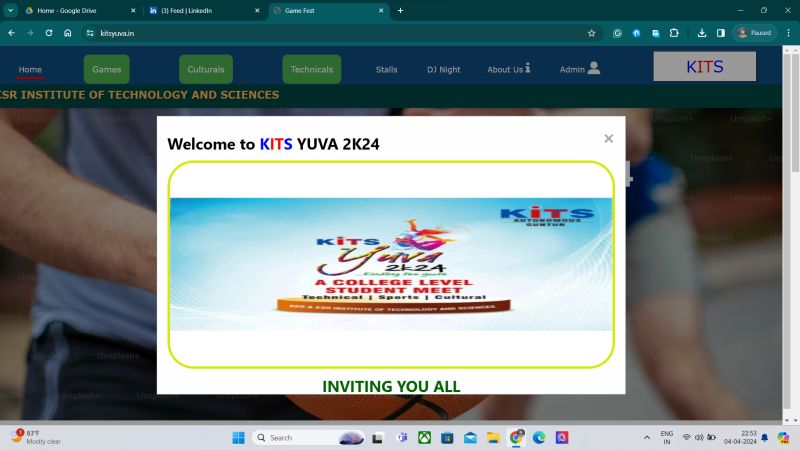 Home - Google Drive
(3) Feed | LinkedIn
Game Fest
kitsyuva.in
Paused
Home
Games
Culturals
Technicals
Stalls
DJ Night
About Us
Admin
KITS
KSR INSTITUTE OF TECHNOLOGY AND SCIENCES
Welcome to KITS YUVA 2K24
KiTS
AUTONOMOUS
GUNTUR
KiTS
Yuva
2k24
A COLLEGE LEVEL
STUDENT MEET
Technical | Sports | Cultural
KKR & KSR INSTITUTE OF TECHNOLOGY AND SCIENCES
INVITING YOU ALL
Unsplash+
83°F
Mostly clear
Search
ENG
IN
22:53
04-04-2024